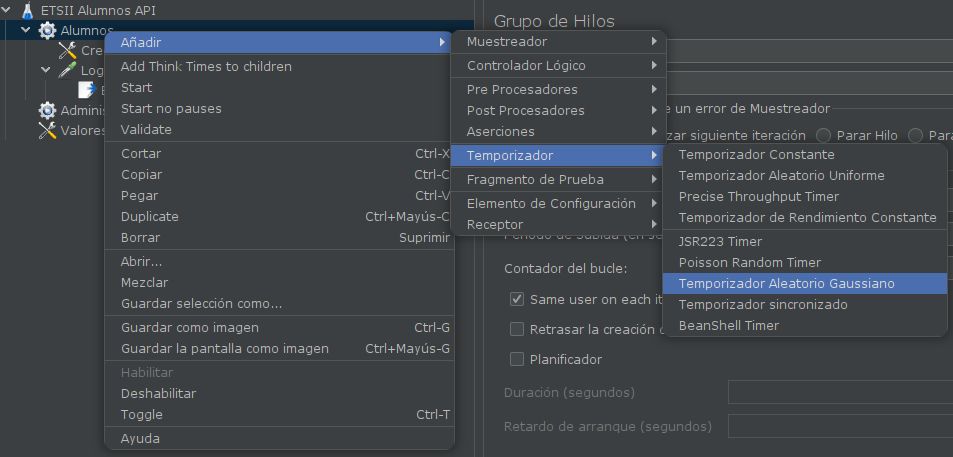 ETSII Alumnos API
Alumnos
Cre
Log
E
Adminis
Valores
Añadir
Add Think Times to children
Start
Start no pauses
Validate
Cortar Ctrl-X
Copiar Ctrl-C
Pegar Ctrl-V
Duplicate Ctrl+Mayús-C
Borrar Suprimir
Abrir...
Mezclar
Guardar selección como...
Guardar como imagen Ctrl-G
Guardar la pantalla como imagen Ctrl+Mayús-G
Habilitar
Deshabilitar
Toggle Ctrl-T
Ayuda
Muestreador
Controlador Lógico
Pre Procesadores
Post Procesadores
Aserciones
Temporizador
Fragmento de Prueba
Elemento de Configuración
Receptor
Temporizador Constante
Temporizador Aleatorio Uniforme
Precise Throughput Timer
Temporizador de Rendimiento Constante
JSR223 Timer
Poisson Random Timer
Temporizador Aleatorio Gaussiano
Temporizador sincronizado
BeanShell Timer
Grupo de Hilos
e un error de Muestreador
zar siguiente iteración Parar Hilo Para
Periodo de Subida (en se
Contador del bucle:
Same user on each it
Retrasar la creación
Planificador
Duración (segundos)
Retardo de arranque (segundos)